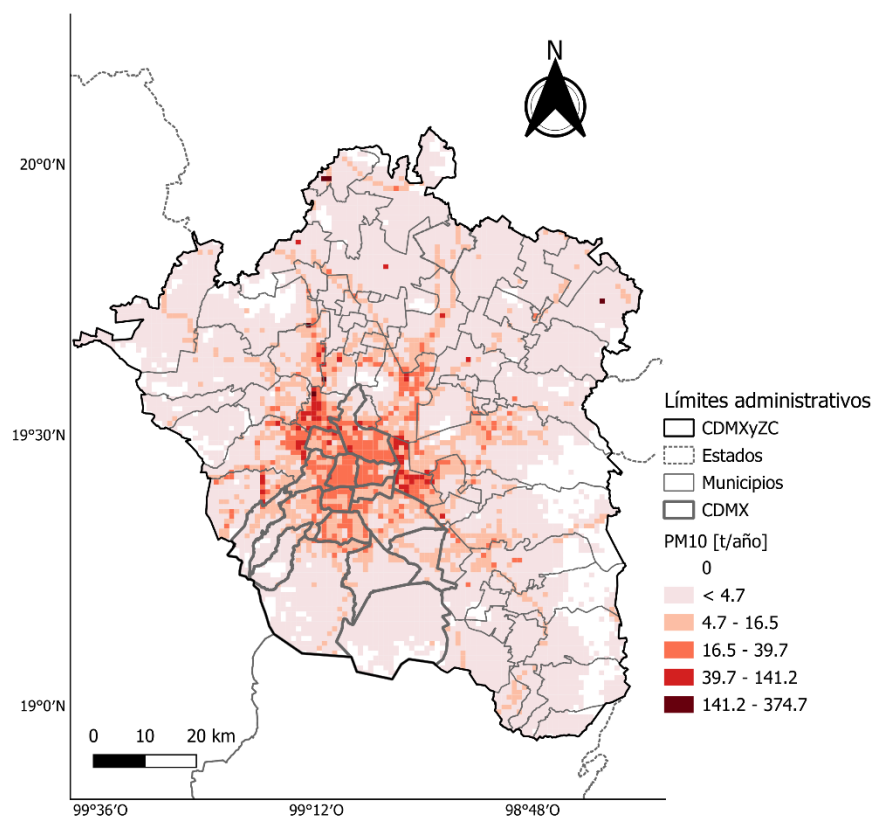 N
20°0'N
19°30'N
19°0'N
0 10 20 km
99°36'O 99°12'O 98°48'O
Límites administrativos
CDMXyZC
Estados
Municipios
CDMX
PM10 [t/año]
0
< 4.7
4.7 - 16.5
16.5 - 39.7
39.7 - 141.2
141.2 - 374.7